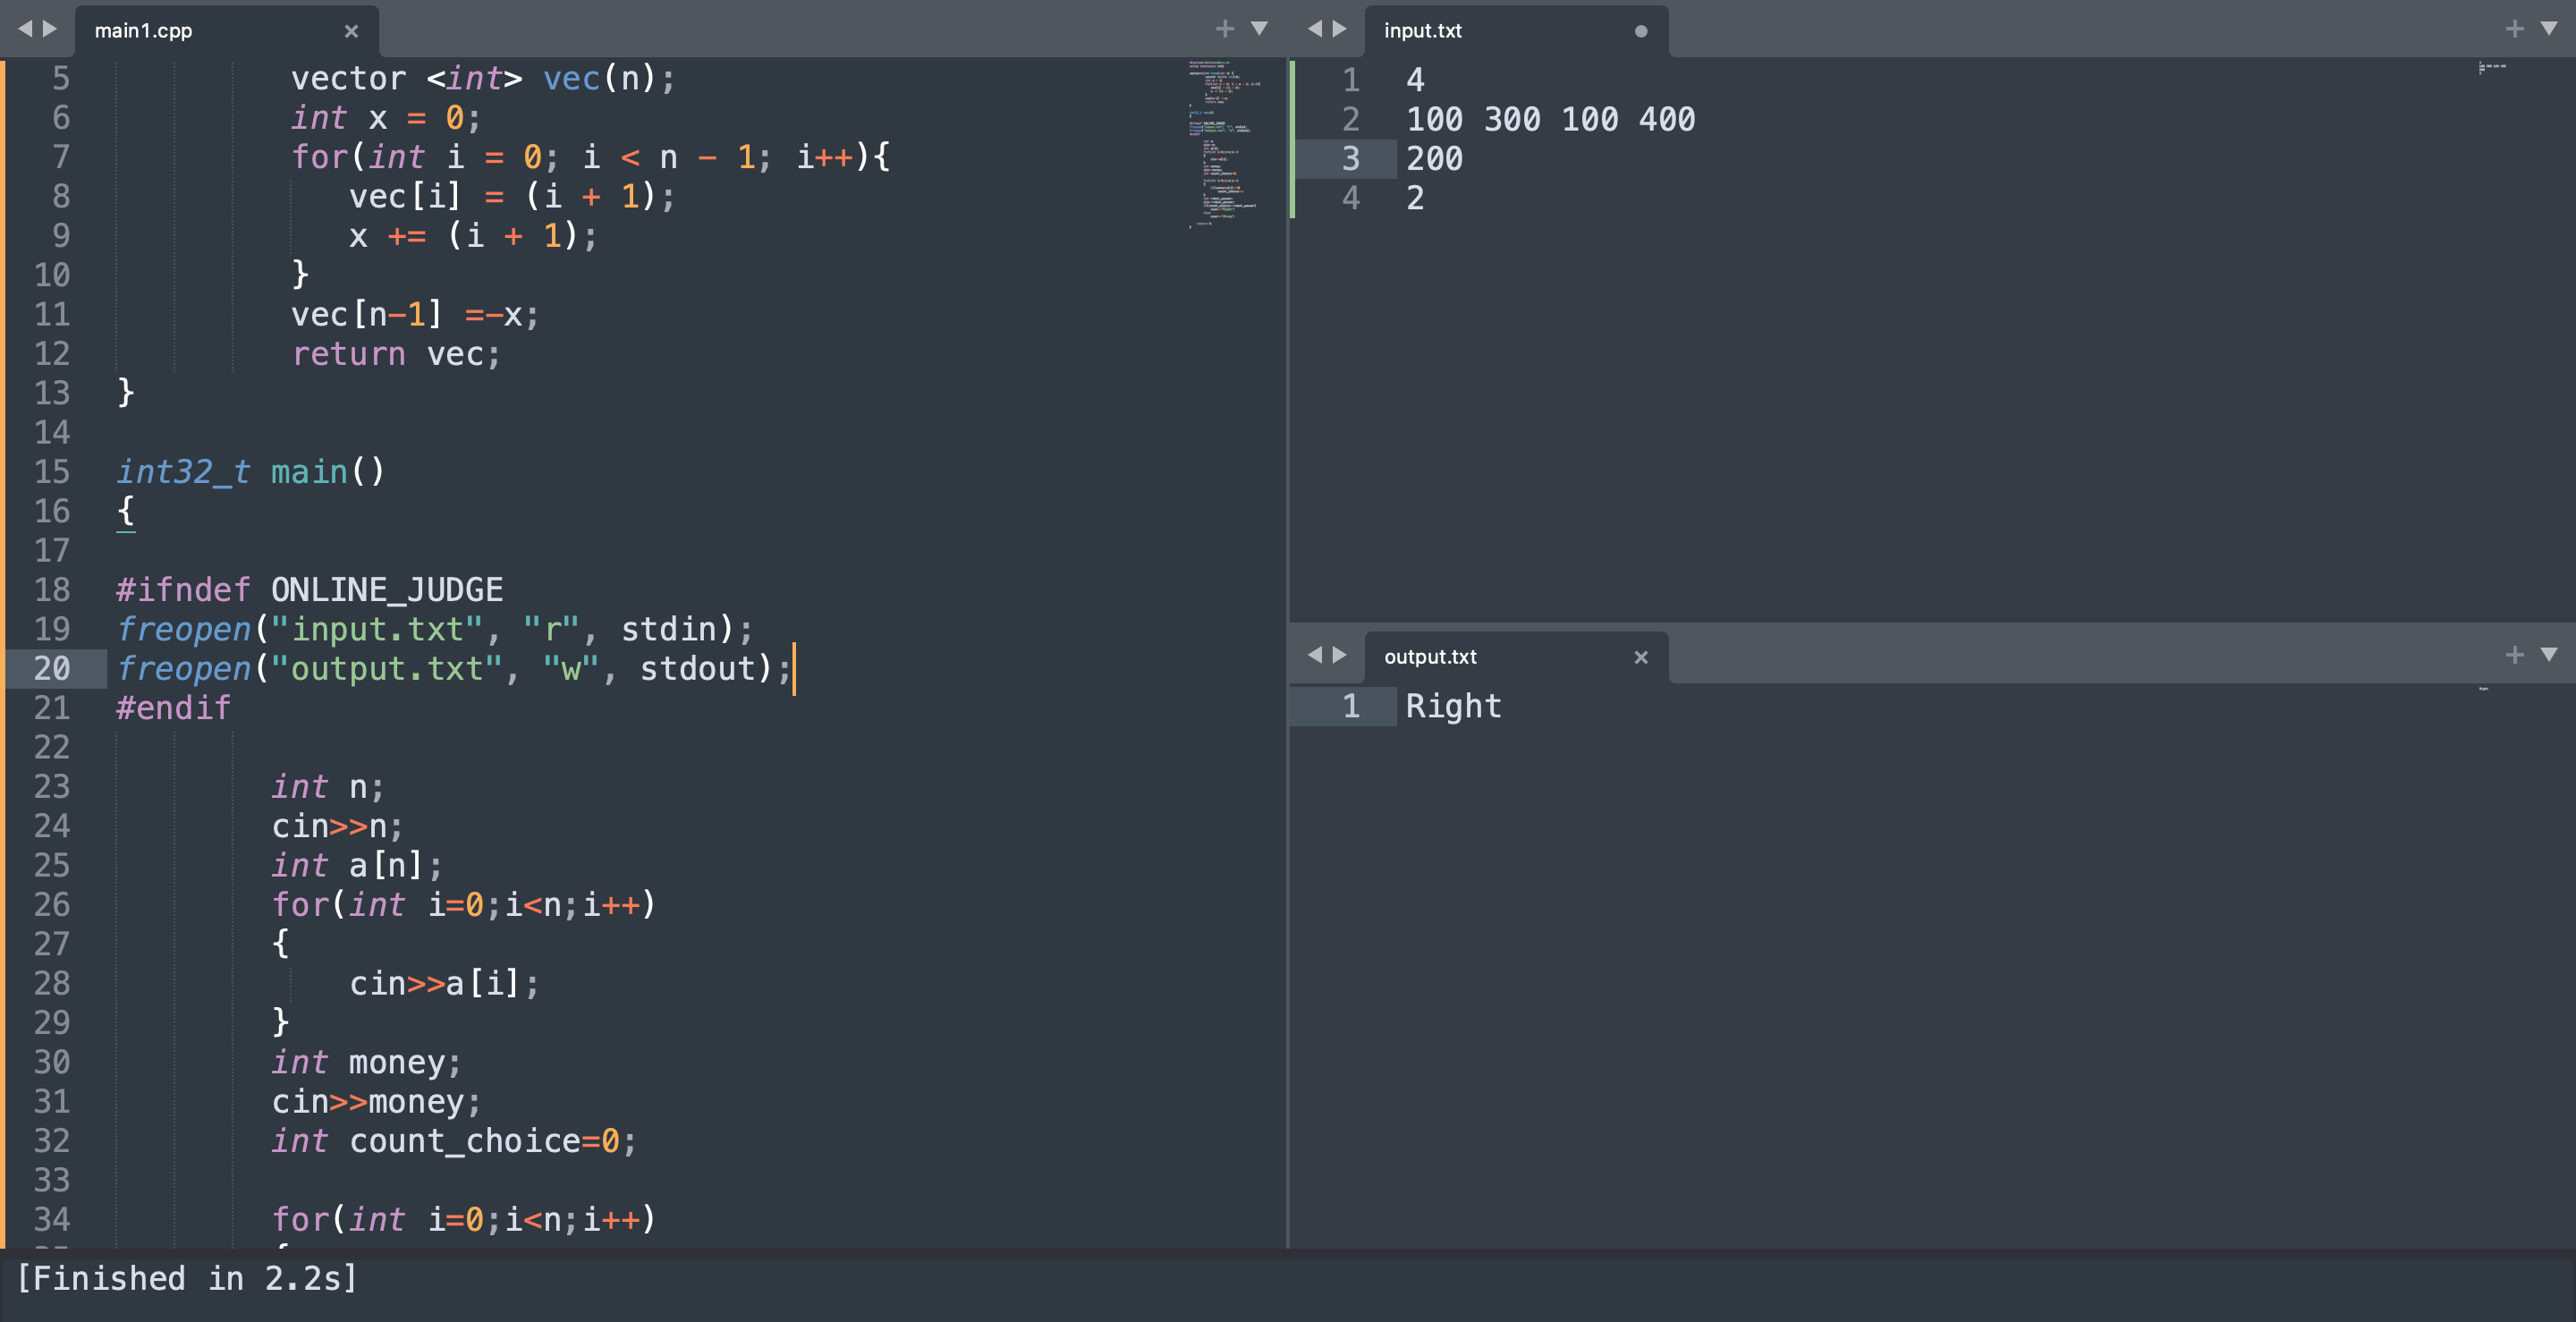 main1.cpp
5 vector <int> vec(n);
6 int x = 0;
7 for(int i = 0; i < n - 1; i++){
8 vec[i] = (i + 1);
9 x += (i + 1);
10 }
11 vec[n-1] =-x;
12 return vec;
13 }
14
15 int32_t main()
16 {
17
18 #ifndef ONLINE_JUDGE
19 freopen("input.txt", "r", stdin);
20 freopen("output.txt", "w", stdout);
21 #endif
22
23 int n;
24 cin>>n;
25 int a[n];
26 for(int i=0;i<n;i++)
27 {
28 cin>>a[i];
29 }
30 int money;
31 cin>>money;
32 int count_choice=0;
33
34 for(int i=0;i<n;i++)
input.txt
1 4
2 100 300 100 400
3 200
4 2
output.txt
1 Right
[Finished in 2.2s]